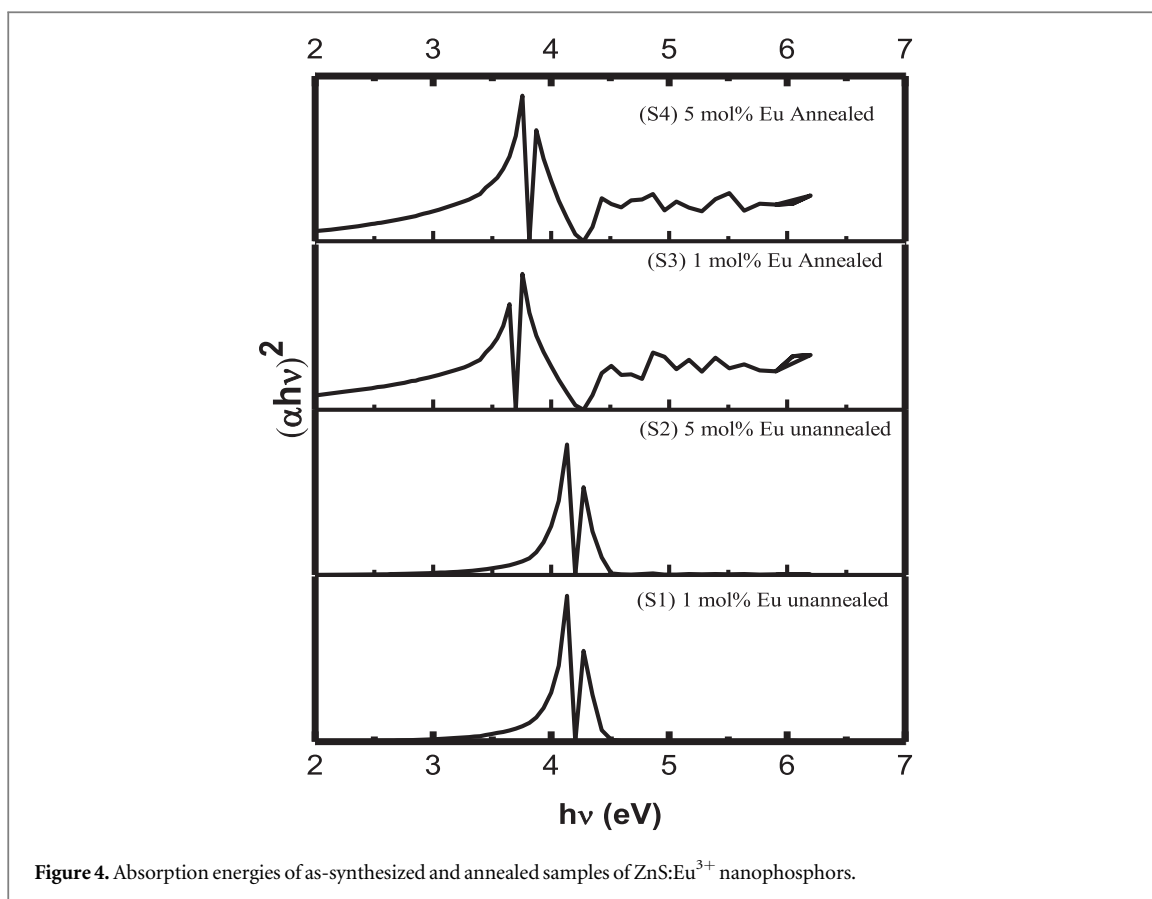 2 3 4 5 6 7
(S4) 5 mol% Eu Annealed
(S3) 1 mol% Eu Annealed
(αhν)²
(S2) 5 mol% Eu unannealed
(S1) 1 mol% Eu unannealed
2 3 4 5 6 7
hν (eV)
Figure 4. Absorption energies of as-synthesized and annealed samples of ZnS:Eu³⁺ nanophosphors.